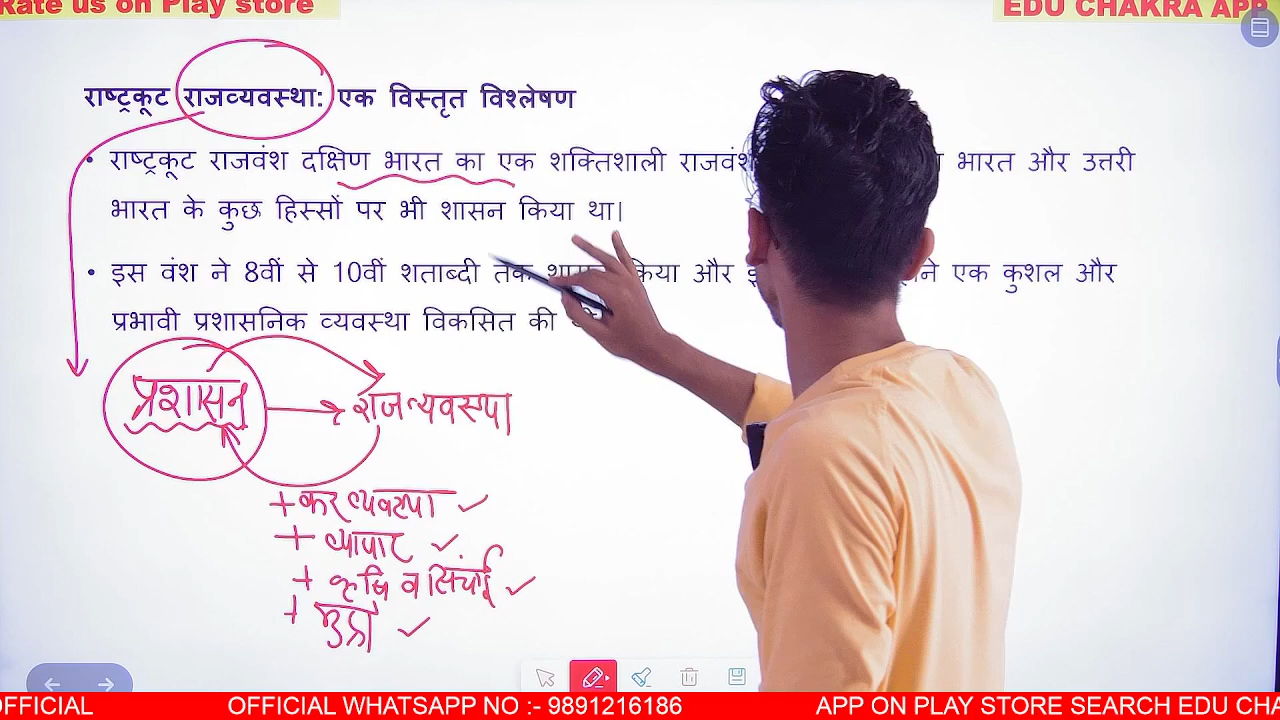 Rate us on Play store
EDU CHAKRA APP
राष्ट्रकूट राजव्यवस्था: एक विस्तृत विश्लेषण
• राष्ट्रकूट राजवंश दक्षिण भारत का एक शक्तिशाली राजवंश भारत और उत्तरी
भारत के कुछ हिस्सों पर भी शासन किया था।
• इस वंश ने 8वीं से 10वीं शताब्दी तक किया और एक कुशल और
प्रभावी प्रशासनिक व्यवस्था विकसित की
प्रशासन
राजव्यवस्था
+ कर व्यवस्था
+ व्यापार
+ कृषि व सिंचाई
+ मुद्रा
OFFICIAL OFFICIAL WHATSAPP NO :- 9891216186 APP ON PLAY STORE SEARCH EDU CHA